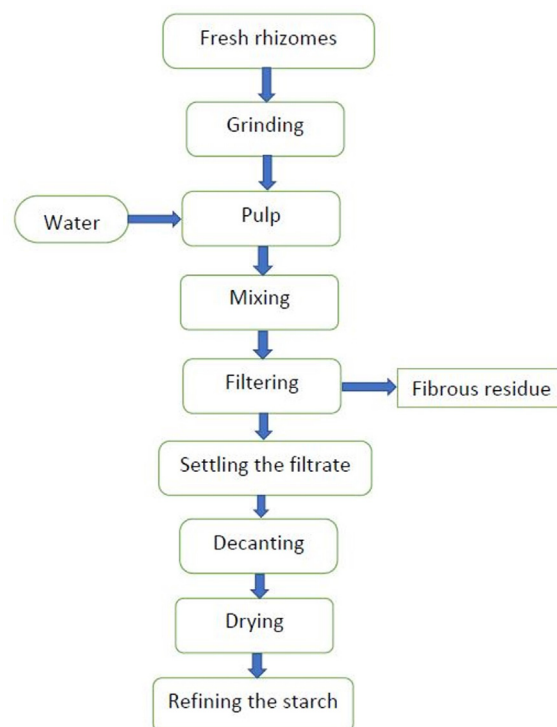 Fresh rhizomes
Grinding
Water
Pulp
Mixing
Filtering
Fibrous residue
Settling the filtrate
Decanting
Drying
Refining the starch